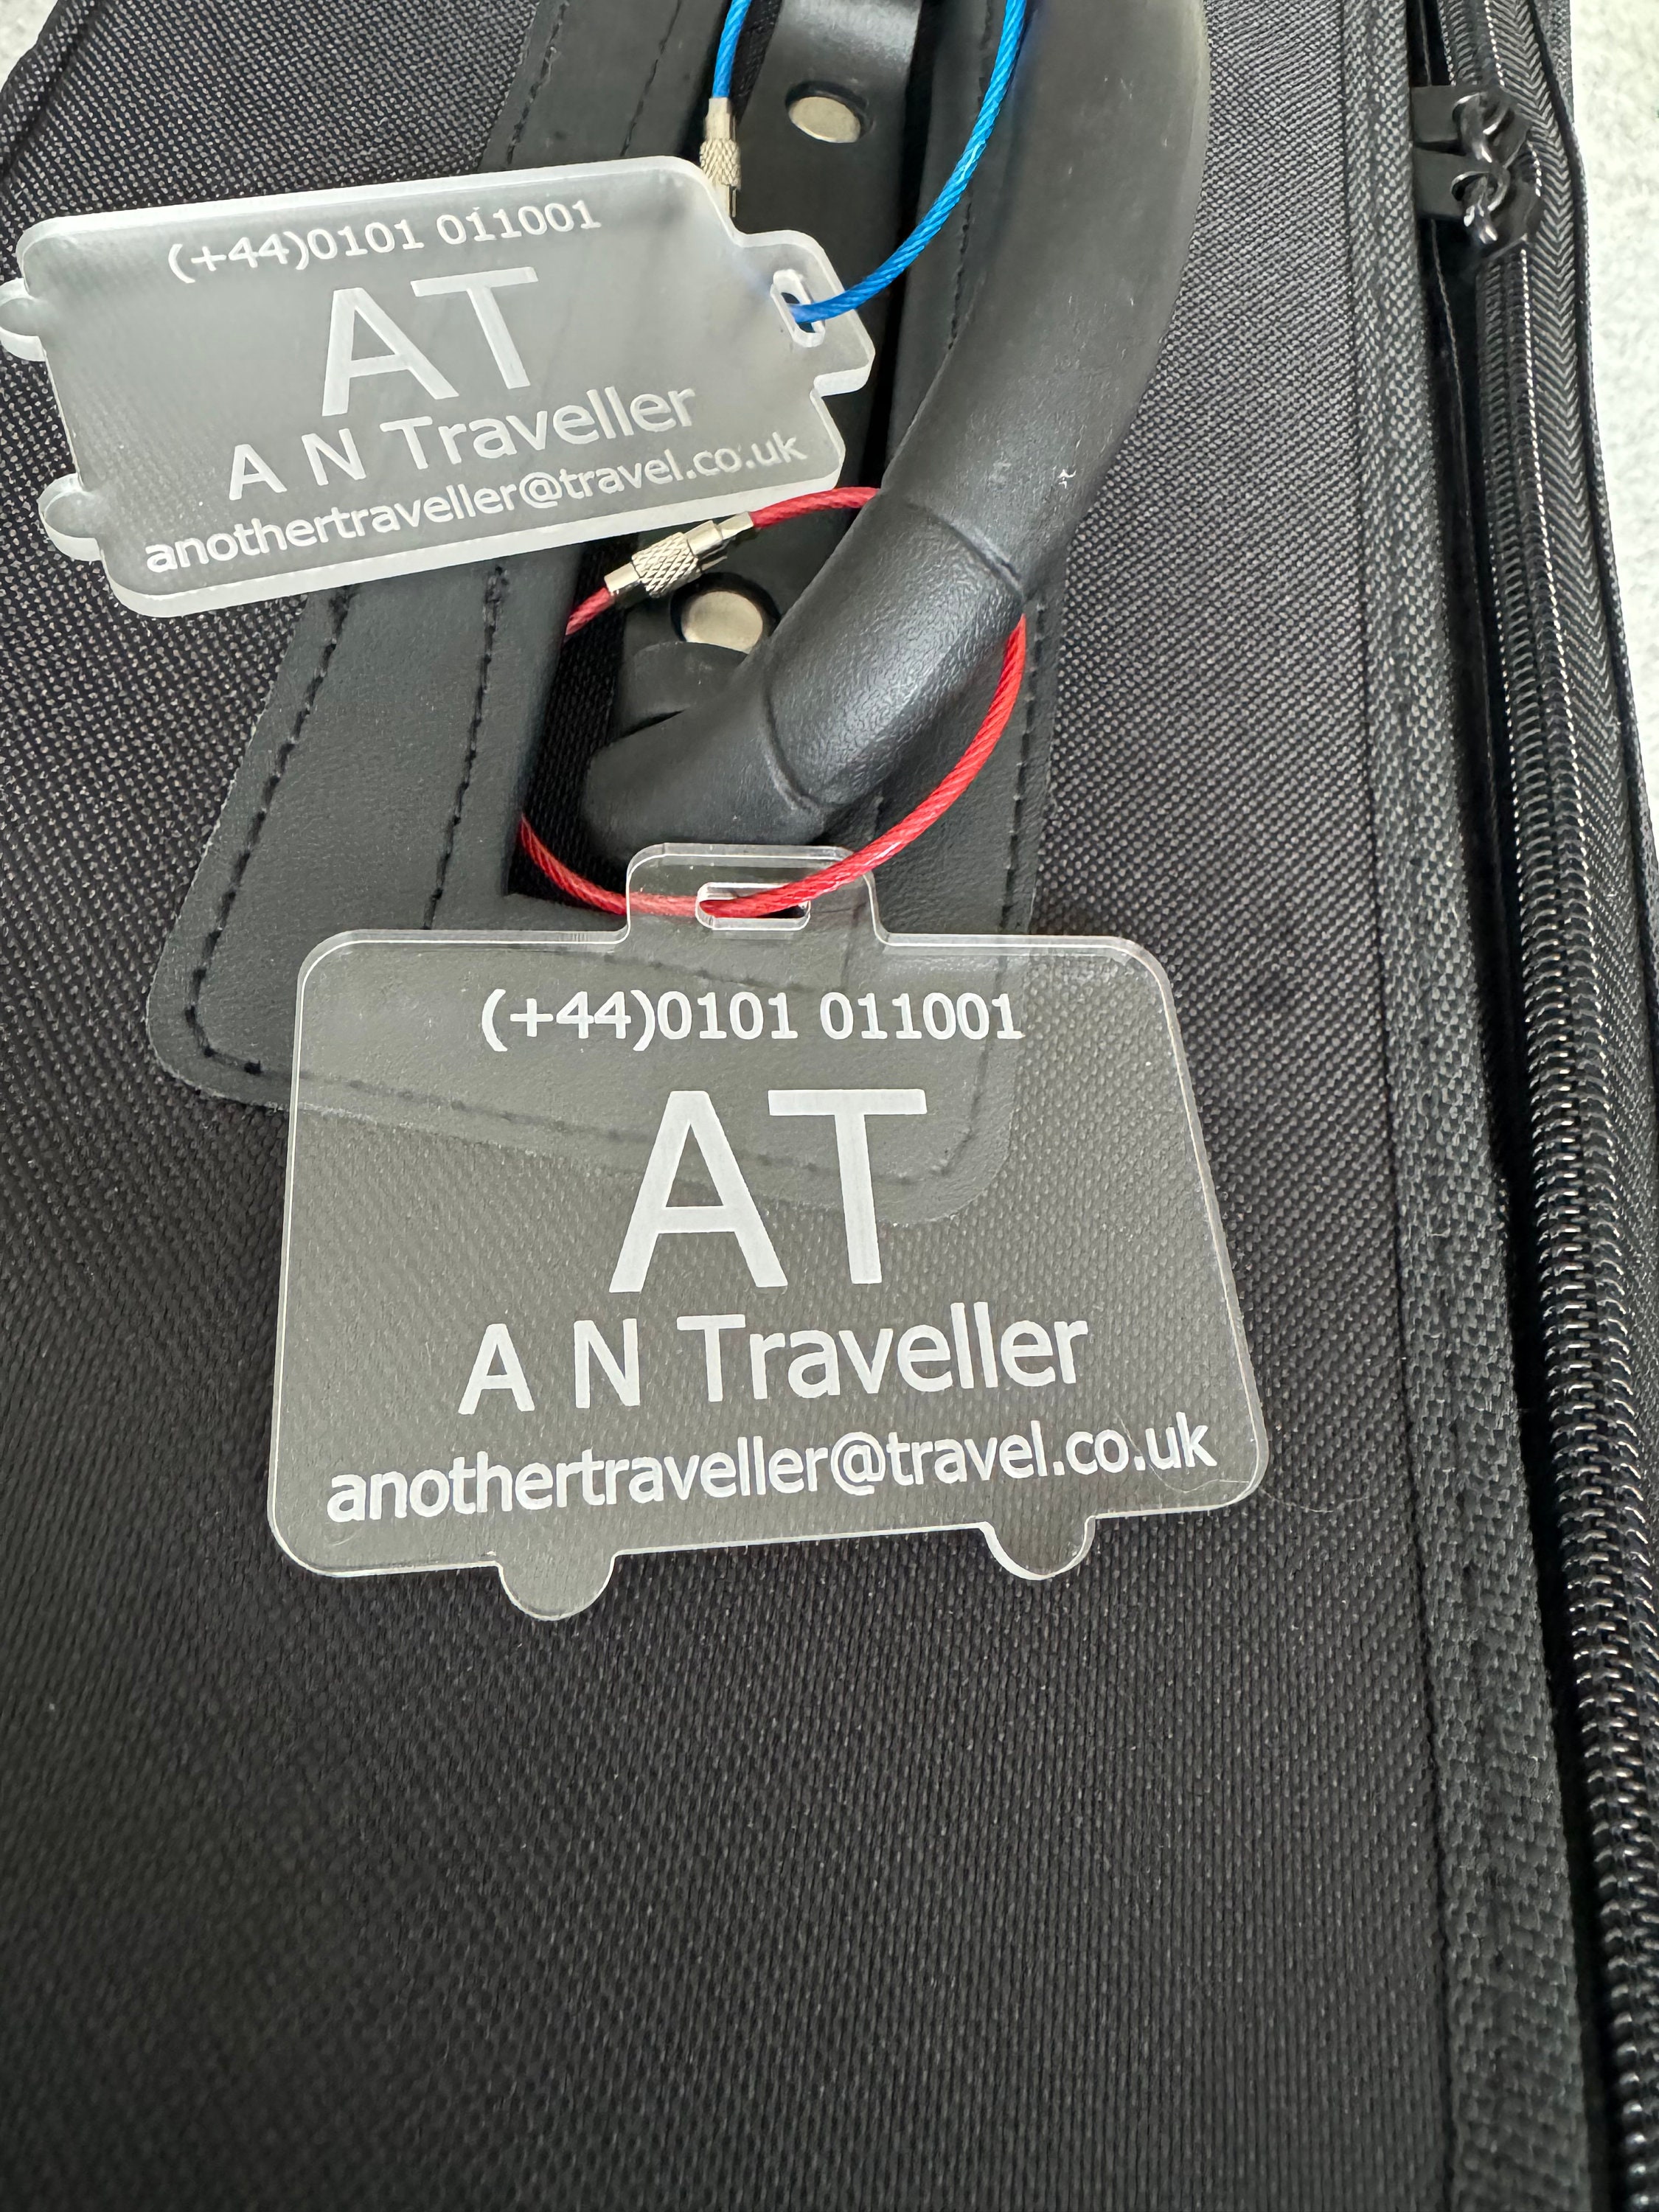 (+44)0101 011001
AT
A N Traveller
anothertraveller@travel.co.uk
(+44)0101 011001
AT
A N Traveller
anothertraveller@travel.co.uk